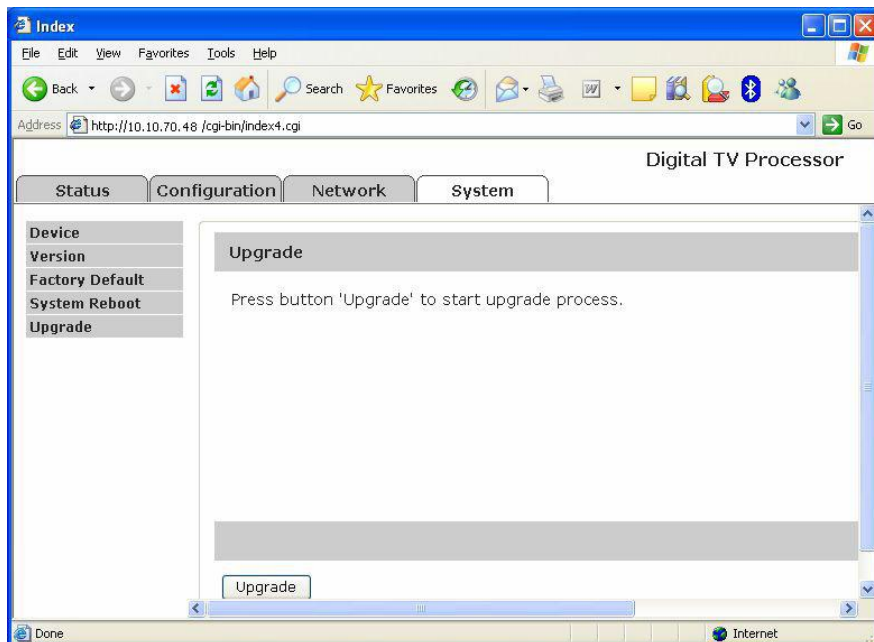 Index
File Edit View Favorites Tools Help
Back Search Favorites
Address http://10.10.70.48 /cgi-bin/index4.cgi Go
Digital TV Processor
Status Configuration Network System
Device
Version
Factory Default
System Reboot
Upgrade
Upgrade
Press button 'Upgrade' to start upgrade process.
Upgrade
Done Internet